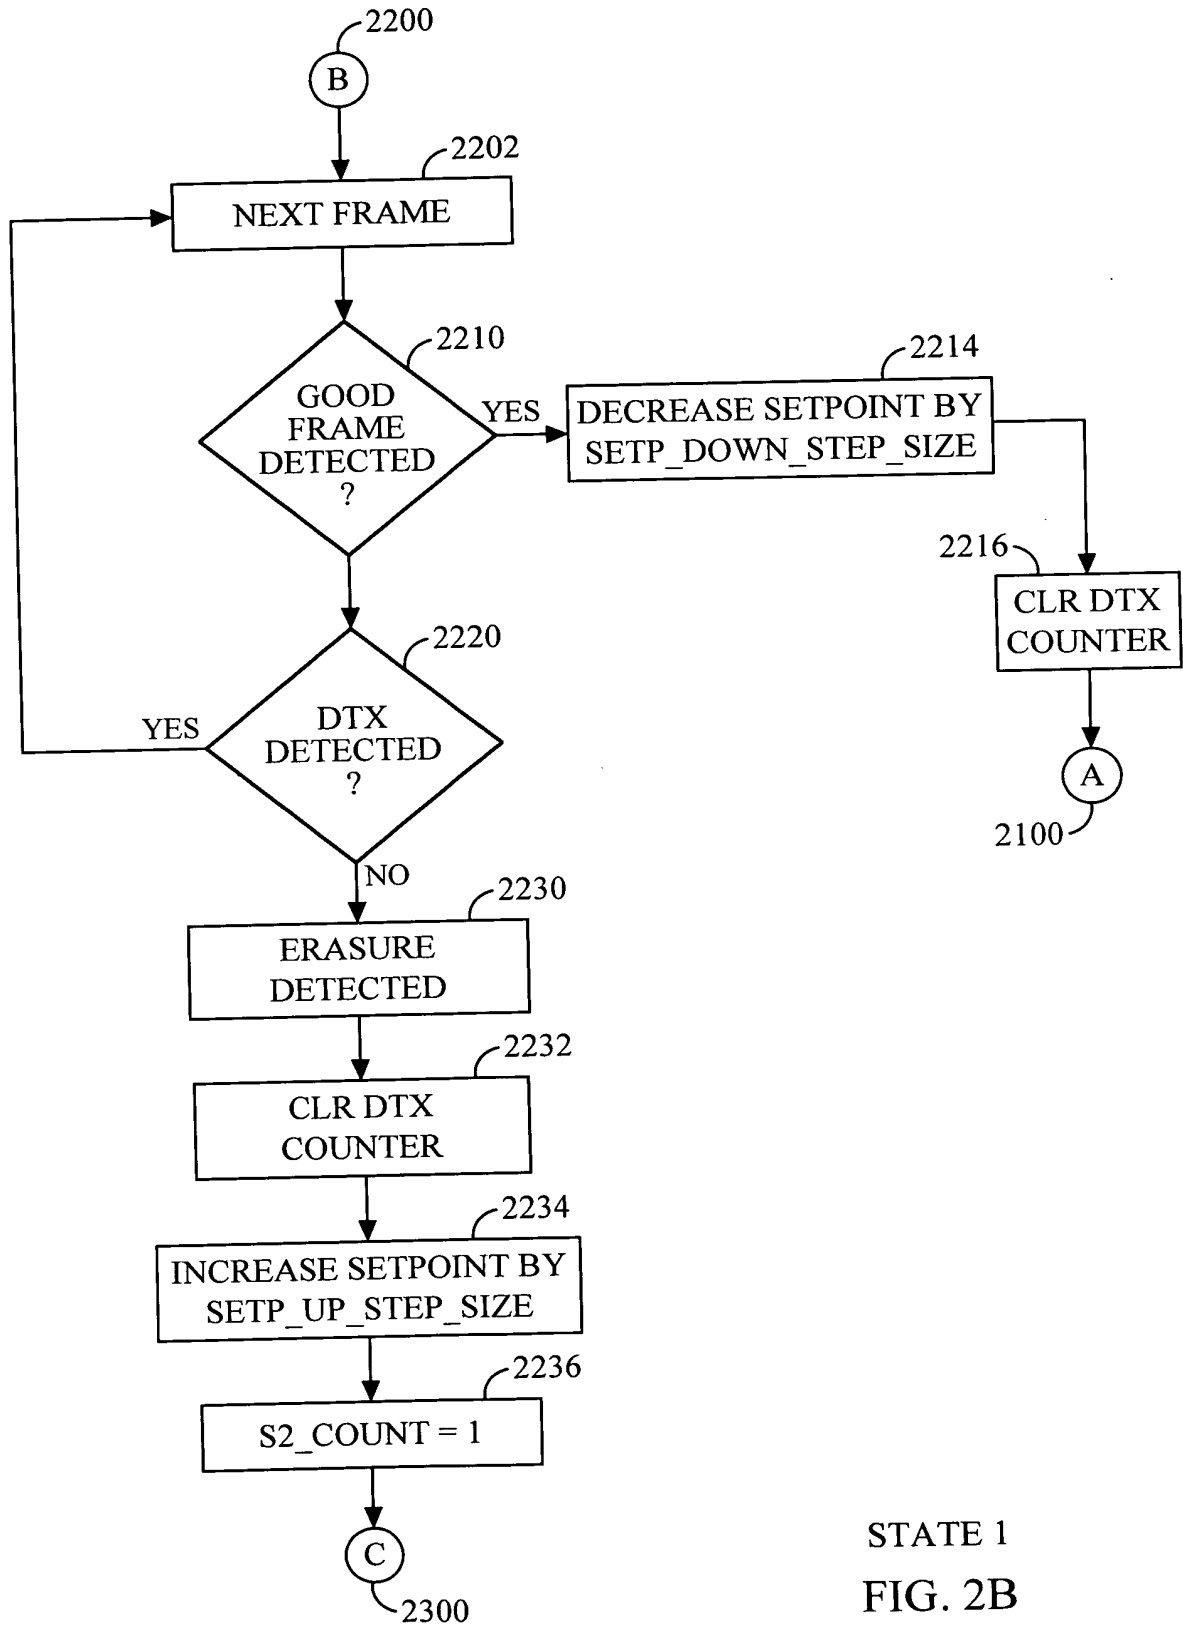 2200
B
2202
NEXT FRAME
2210
GOOD
FRAME
DETECTED
?
YES
2214
DECREASE SETPOINT BY
SETP_DOWN_STEP_SIZE
2216
CLR DTX
COUNTER
A
2100
2220
DTX
DETECTED
?
YES
NO
2230
ERASURE
DETECTED
2232
CLR DTX
COUNTER
2234
INCREASE SETPOINT BY
SETP_UP_STEP_SIZE
2236
S2_COUNT = 1
C
2300
STATE 1
FIG. 2B